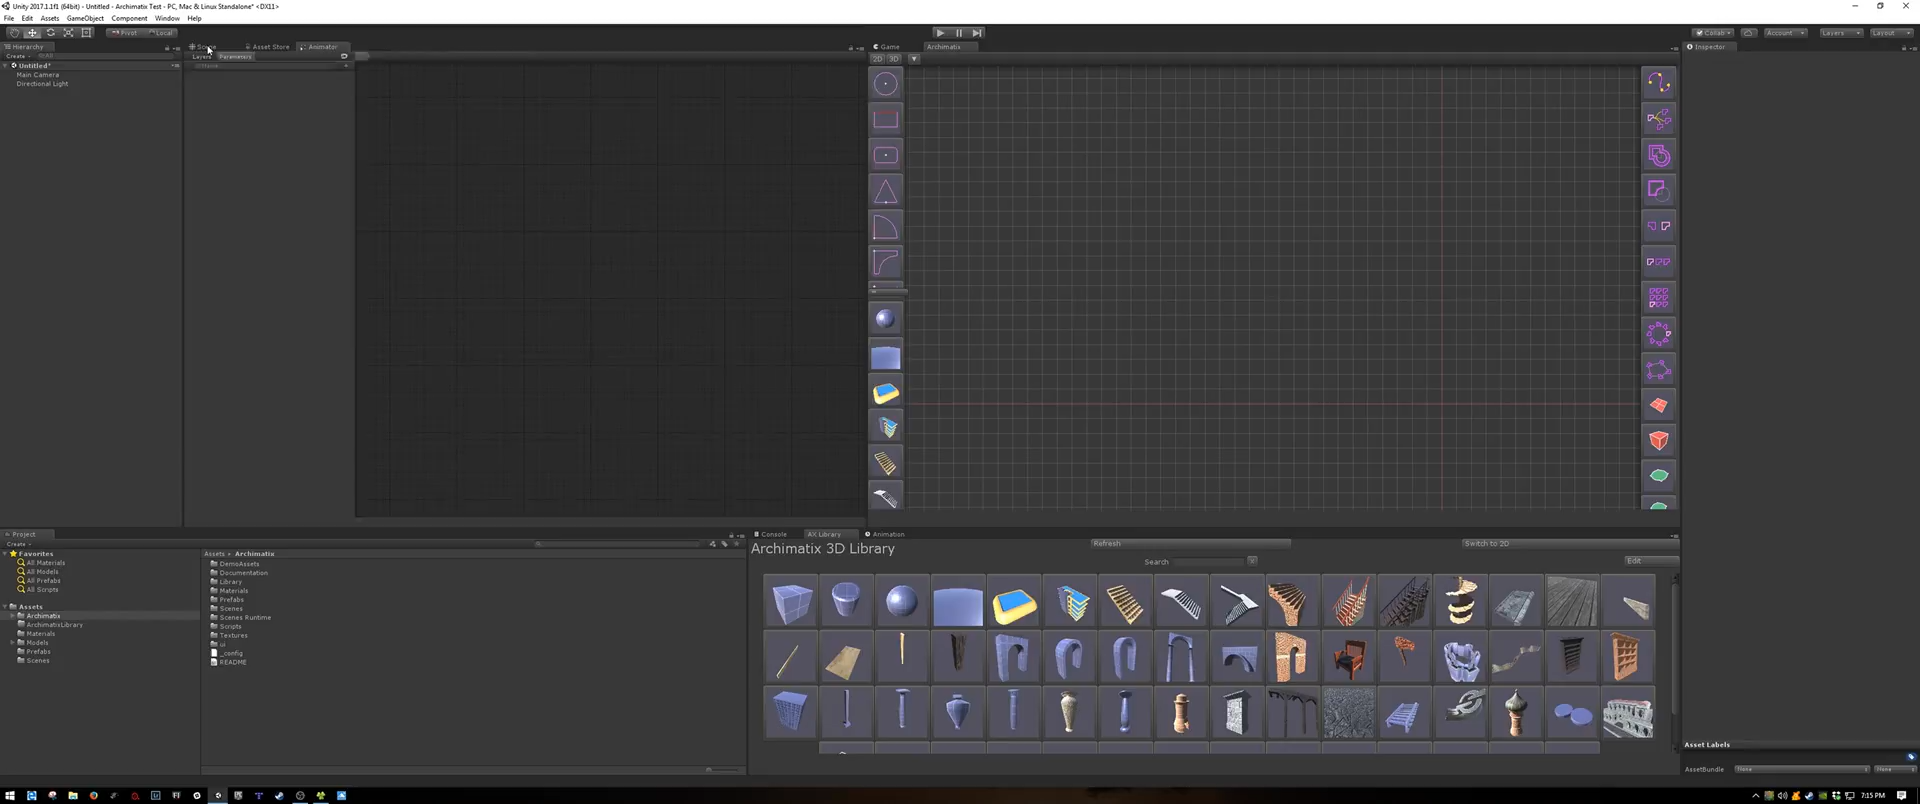 Unity 2017.1.1f1 (64bit) - Untitled - Archimatix Test - PC, Mac & Linux Standalone* <DX11>
File Edit Assets GameObject Component Window Help
Pivot Local
Collab Account Layers Layout
Hierarchy
Asset Store Animator
Game Archimatix
Inspector
Create All
Layers Parameters
2D 3D
Untitled*
Main Camera
Directional Light
Project
Console AX Library Animation
Create
Refresh
Switch to 2D
Archimatix 3D Library
Search
Edit
Favorites
All Materials
All Models
All Prefabs
All Scripts
Assets
Archimatix
ArchimatixLibrary
Materials
Models
Prefabs
Scenes
Assets Archimatix
DemoAssets
Documentation
Library
Materials
Prefabs
Scenes
Scenes Runtime
Scripts
Textures
ui
_config
README
Asset Labels
AssetBundle None None
7:15 PM